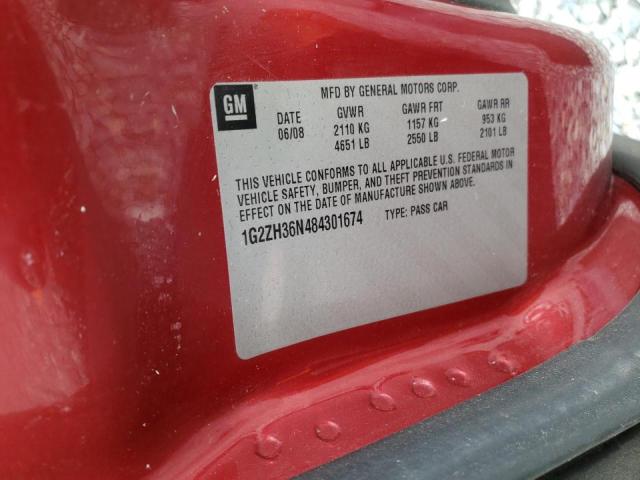 GM
MFD BY GENERAL MOTORS CORP.
DATE GVWR GAWR FRT GAWR RR
06/08 2110 KG 1157 KG 953 KG
4651 LB 2550 LB 2101 LB
THIS VEHICLE CONFORMS TO ALL APPLICABLE U.S. FEDERAL MOTOR
VEHICLE SAFETY, BUMPER, AND THEFT PREVENTION STANDARDS IN
EFFECT ON THE DATE OF MANUFACTURE SHOWN ABOVE.
1G2ZH36N484301674 TYPE: PASS CAR